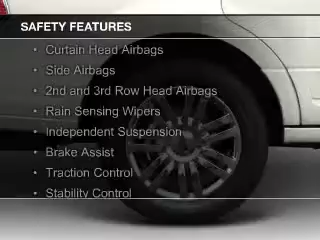 SAFETY FEATURES
• Curtain Head Airbags
• Side Airbags
• 2nd and 3rd Row Head Airbags
• Rain Sensing Wipers
• Independent Suspension
• Brake Assist
• Traction Control
• Stability Control